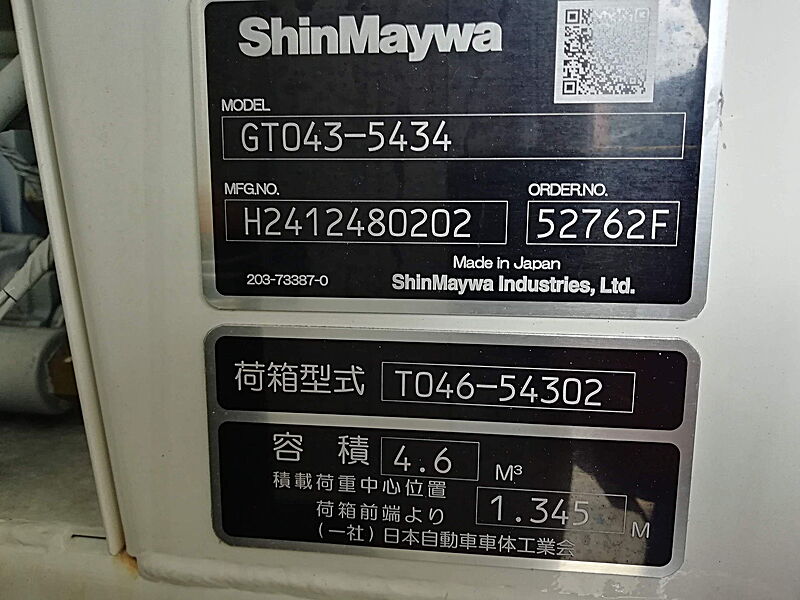 ShinMaywa
MODEL
GT043-5434
MFG.NO. ORDER.NO.
H2412480202 52762F
Made in Japan
203-73387-0 ShinMaywa Industries, Ltd.
荷箱型式 T046-54302
容積 4.6 M³
積載荷重中心位置
荷箱前端より 1.345 M
(一社)日本自動車車体工業会